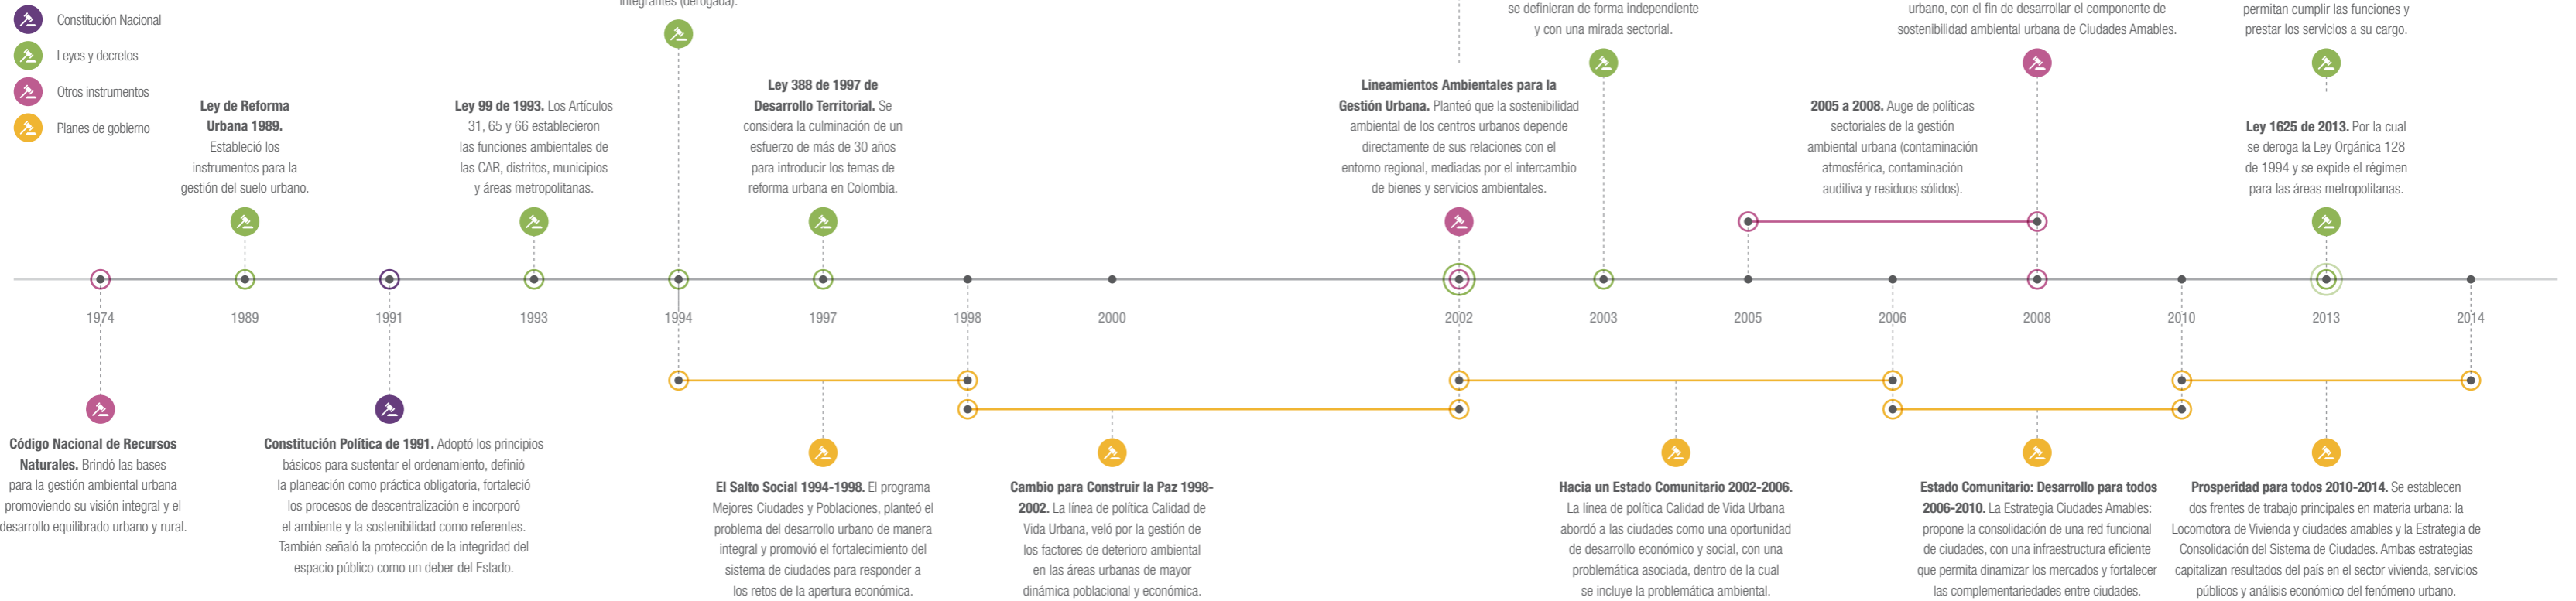 Constitución Nacional
Leyes y decretos
Otros instrumentos
Planes de gobierno
Ley de Reforma
Urbana 1989.
Estableció los
instrumentos para la
gestión del suelo urbano.
Ley 99 de 1993. Los Artículos
31, 65 y 66 establecieron
las funciones ambientales de
las CAR, distritos, municipios
y áreas metropolitanas.
integrantes (derogada).
Ley 388 de 1997 de
Desarrollo Territorial. Se
considera la culminación de un
esfuerzo de más de 30 años
para introducir los temas de
reforma urbana en Colombia.
Lineamientos Ambientales para la
Gestión Urbana. Planteó que la sostenibilidad
ambiental de los centros urbanos depende
directamente de sus relaciones con el
entorno regional, mediadas por el intercambio
de bienes y servicios ambientales.
se definieran de forma independiente
y con una mirada sectorial.
2005 a 2008. Auge de políticas
sectoriales de la gestión
ambiental urbana (contaminación
atmosférica, contaminación
auditiva y residuos sólidos).
urbano, con el fin de desarrollar el componente de
sostenibilidad ambiental urbana de Ciudades Amables.
permitan cumplir las funciones y
prestar los servicios a su cargo.
Ley 1625 de 2013. Por la cual
se deroga la Ley Orgánica 128
de 1994 y se expide el régimen
para las áreas metropolitanas.
1974
1989
1991
1993
1994
1997
1998
2000
2002
2003
2005
2006
2008
2010
2013
2014
Código Nacional de Recursos
Naturales. Brindó las bases
para la gestión ambiental urbana
promoviendo su visión integral y el
desarrollo equilibrado urbano y rural.
Constitución Política de 1991. Adoptó los principios
básicos para sustentar el ordenamiento, definió
la planeación como práctica obligatoria, fortaleció
los procesos de descentralización e incorporó
el ambiente y la sostenibilidad como referentes.
También señaló la protección de la integridad del
espacio público como un deber del Estado.
El Salto Social 1994-1998. El programa
Mejores Ciudades y Poblaciones, planteó el
problema del desarrollo urbano de manera
integral y promovió el fortalecimiento del
sistema de ciudades para responder a
los retos de la apertura económica.
Cambio para Construir la Paz 1998-
2002. La línea de política Calidad de
Vida Urbana, veló por la gestión de
los factores de deterioro ambiental
en las áreas urbanas de mayor
dinámica poblacional y económica.
Hacia un Estado Comunitario 2002-2006.
La línea de política Calidad de Vida Urbana
abordó a las ciudades como una oportunidad
de desarrollo económico y social, con una
problemática asociada, dentro de la cual
se incluye la problemática ambiental.
Estado Comunitario: Desarrollo para todos
2006-2010. La Estrategia Ciudades Amables:
propone la consolidación de una red funcional
de ciudades, con una infraestructura eficiente
que permita dinamizar los mercados y fortalecer
las complementariedades entre ciudades.
Prosperidad para todos 2010-2014. Se establecen
dos frentes de trabajo principales en materia urbana: la
Locomotora de Vivienda y ciudades amables y la Estrategia de
Consolidación del Sistema de Ciudades. Ambas estrategias
capitalizan resultados del país en el sector vivienda, servicios
públicos y análisis económico del fenómeno urbano.